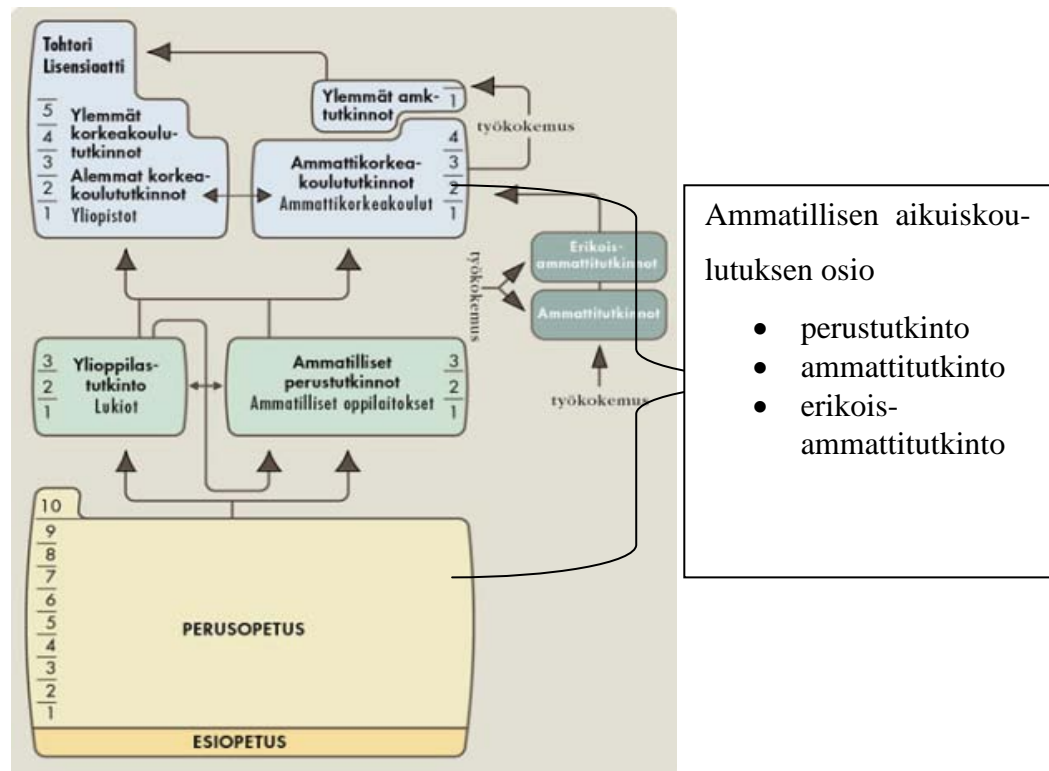 Tohtori
Lisensiaatti
5
4
3
2
1
Ylemmät
korkeakoulu-
tutkinnot
Alemmat korkea-
koulututkinnot
Yliopistot
Ylemmät amk-
tutkinnot
1
työkokemus
Ammattikorkea-
koulututkinnot
Ammattikorkeakoulut
4
3
2
1
Erikois-
ammattitutkinnot
Ammattitutkinnot
työkokemus
työkokemus
3
2
1
Ylioppilas-
tutkinto
Lukiot
Ammatilliset
perustutkinnot
Ammatilliset oppilaitokset
3
2
1
10
9
8
7
6
5
4
3
2
1
PERUSOPETUS
ESIOPETUS
Ammatillisen aikuiskou-
lutuksen osio
• perustutkinto
• ammattitutkinto
• erikois-
ammattitutkinto